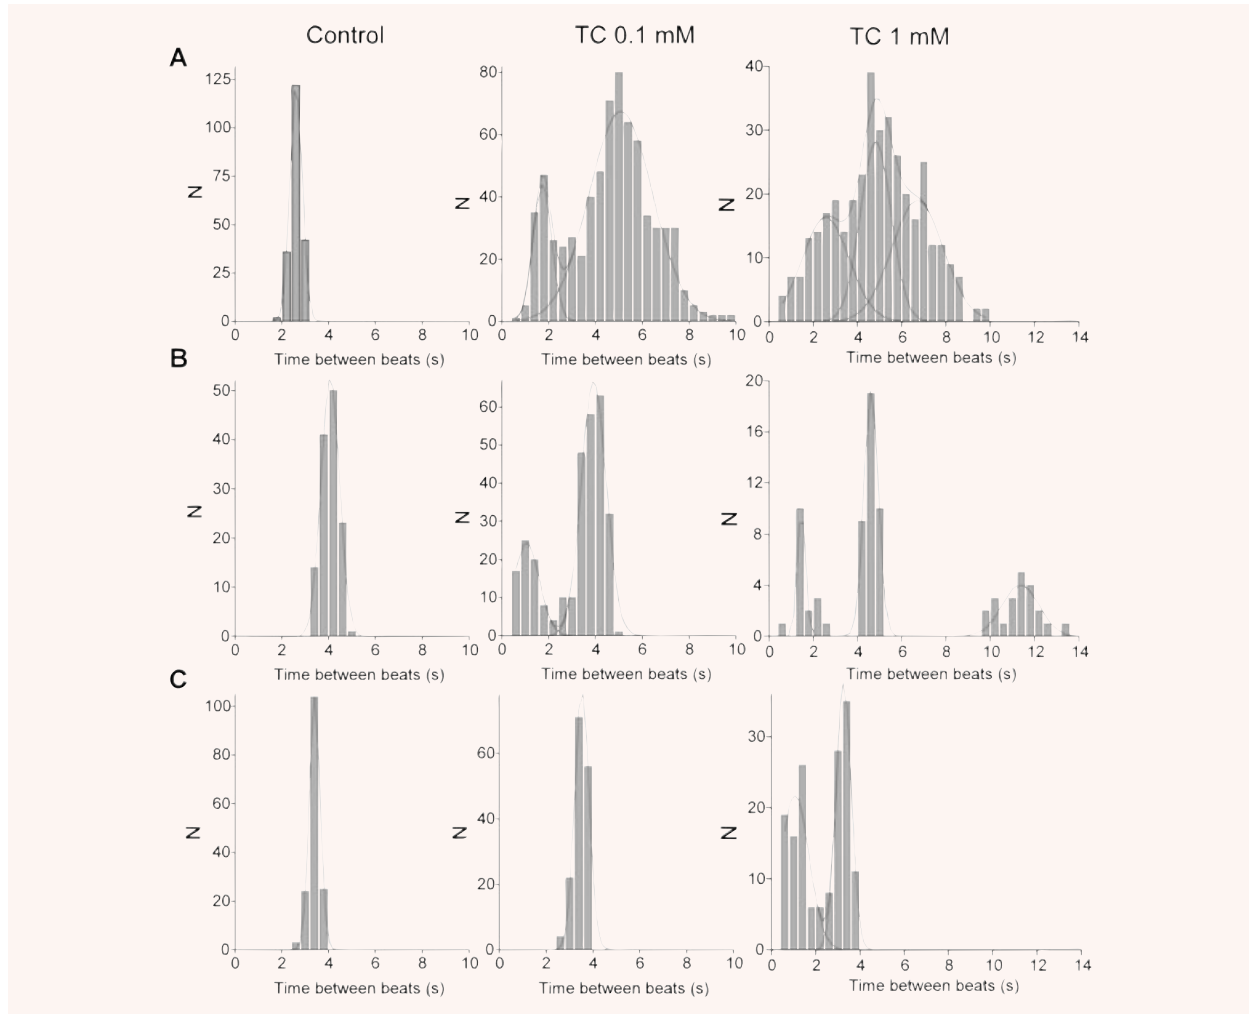 Control TC 0.1 mM TC 1 mM
A
N 125 100 75 50 25 0
0 2 4 6 8 10
Time between beats (s)
N 80 60 40 20 0
0 2 4 6 8 10
Time between beats (s)
N 40 30 20 10 0
0 2 4 6 8 10 12 14
Time between beats (s)
B
N 50 40 30 20 10 0
0 2 4 6 8 10
Time between beats (s)
N 60 50 40 30 20 10 0
0 2 4 6 8 10
Time between beats (s)
N 20 16 12 8 4 0
0 2 4 6 8 10 12 14
Time between beats (s)
C
N 100 80 60 40 20 0
0 2 4 6 8 10
Time between beats (s)
N 60 40 20 0
0 2 4 6 8 10
Time between beats (s)
N 30 20 10 0
0 2 4 6 8 10 12 14
Time between beats (s)